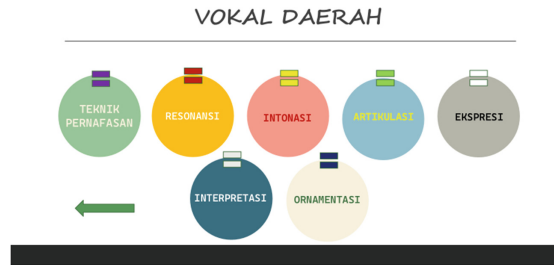 VOKAL DAERAH
TEKNIK
PERNAFASAN
RESONANSI
INTONASI
ARTIKULASI
EKSPRESI
INTERPRETASI
ORNAMENTASI